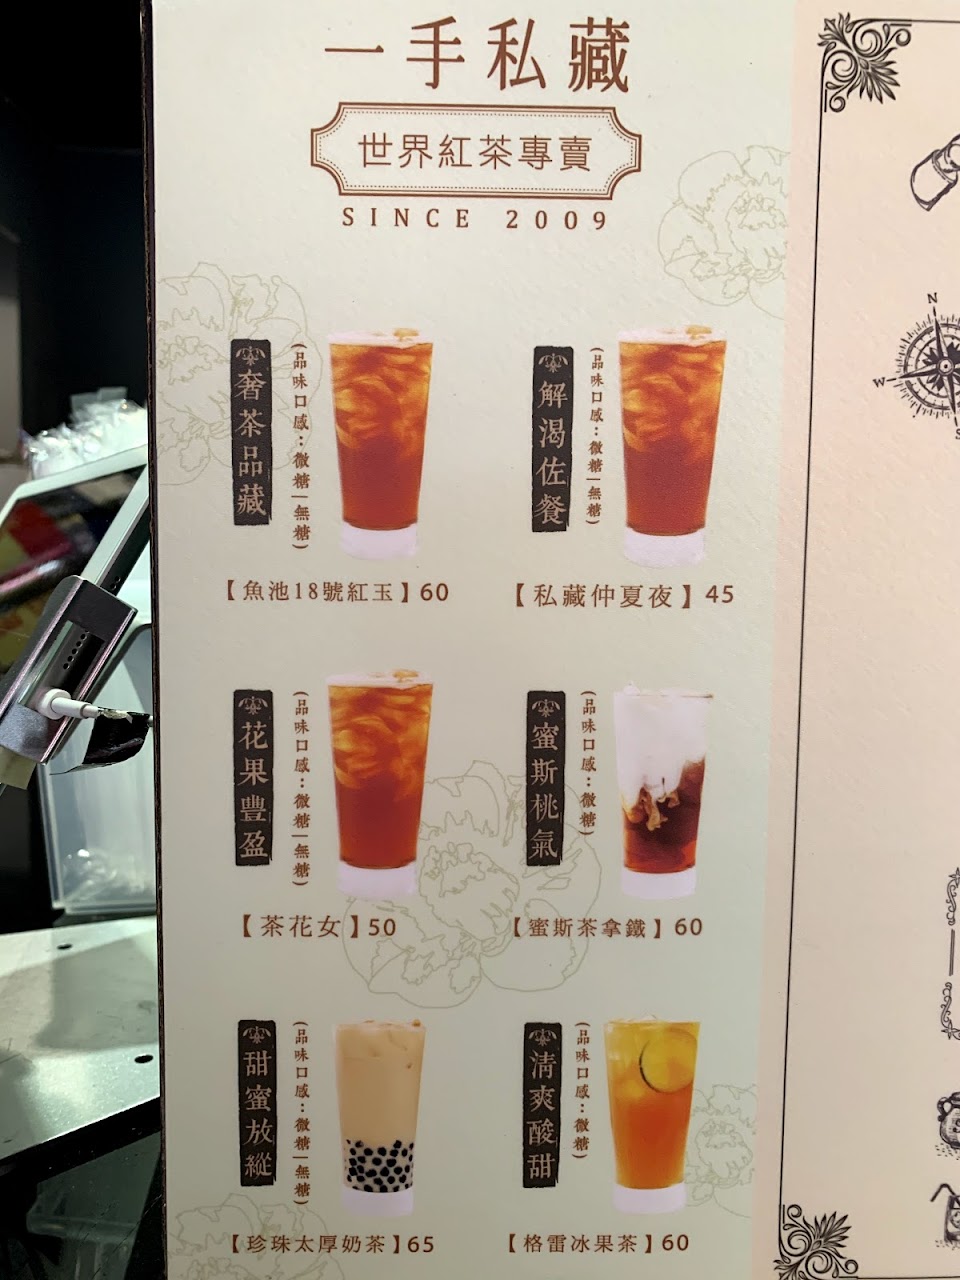 一手私藏
世界紅茶專賣
SINCE 2009
奢茶品藏
(品味口感:微糖|無糖)
【魚池18號紅玉】60
解渴佐餐
(品味口感:微糖|無糖)
【私藏仲夏夜】45
花果豐盈
(品味口感:微糖|無糖)
【茶花女】50
蜜斯桃氣
(品味口感:微糖)
【蜜斯茶拿鐵】60
甜蜜放縱
(品味口感:微糖|無糖)
【珍珠太厚奶茶】65
清爽酸甜
(品味口感:微糖)
【格雷冰果茶】60
N
W
S